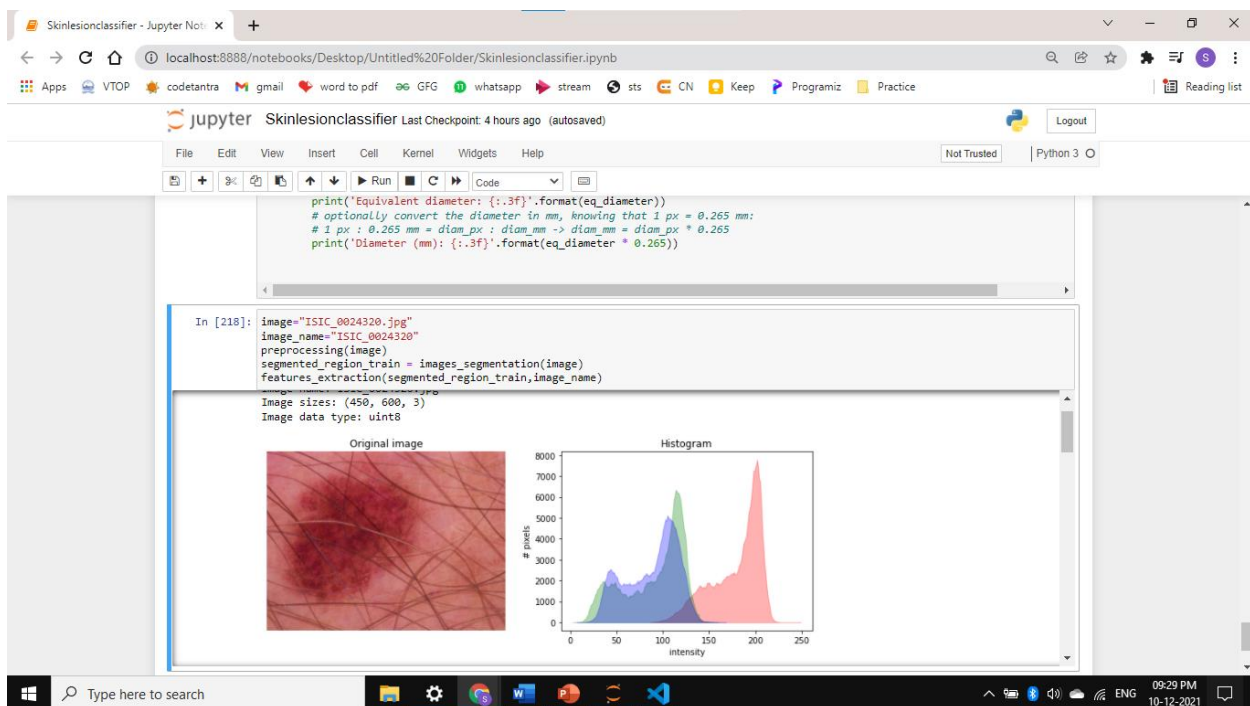 Skinlesionclassifier - Jupyter Not
localhost:8888/notebooks/Desktop/Untitled%20Folder/Skinlesionclassifier.ipynb
Apps VTOP codetantra gmail word to pdf GFG whatsapp stream sts CN Keep Programiz Practice Reading list
jupyter Skinlesionclassifier Last Checkpoint: 4 hours ago (autosaved) Logout
File Edit View Insert Cell Kernel Widgets Help Not Trusted Python 3
Run Code
print('Equivalent diameter: {:.3f}'.format(eq_diameter))
# optionally convert the diameter in mm, knowing that 1 px = 0.265 mm:
# 1 px : 0.265 mm = diam_px : diam_mm -> diam_mm = diam_px * 0.265
print('Diameter (mm): {:.3f}'.format(eq_diameter * 0.265))
In [218]: image="ISIC_0024320.jpg"
image_name="ISIC_0024320"
preprocessing(image)
segmented_region_train = images_segmentation(image)
features_extraction(segmented_region_train,image_name)
Image sizes: (450, 600, 3)
Image data type: uint8
Original image
Histogram
8000
7000
6000
5000
4000
3000
2000
1000
0
# pixels
0 50 100 150 200 250
intensity
Type here to search
ENG
09:29 PM
10-12-2021